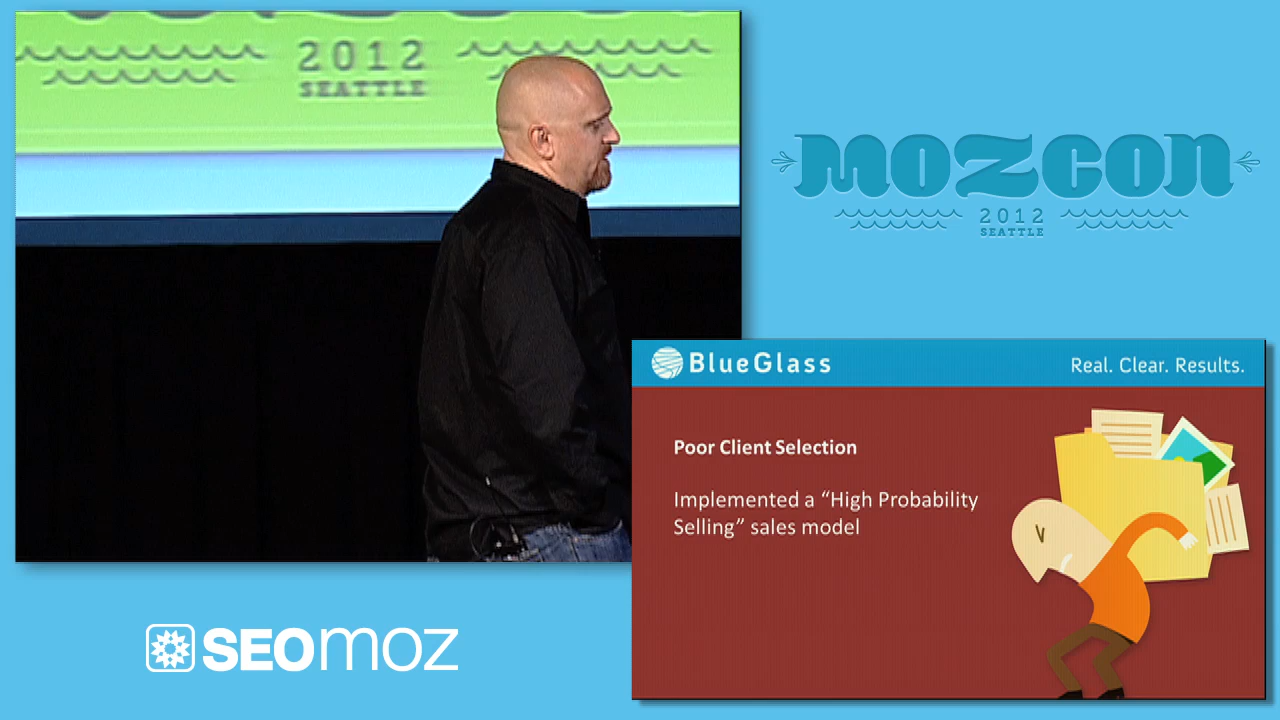 2012
SEATTLE
MOZCON
2012
SEATTLE
BlueGlass
Real. Clear. Results.
Poor Client Selection
Implemented a “High Probability
Selling” sales model
SEOmoz